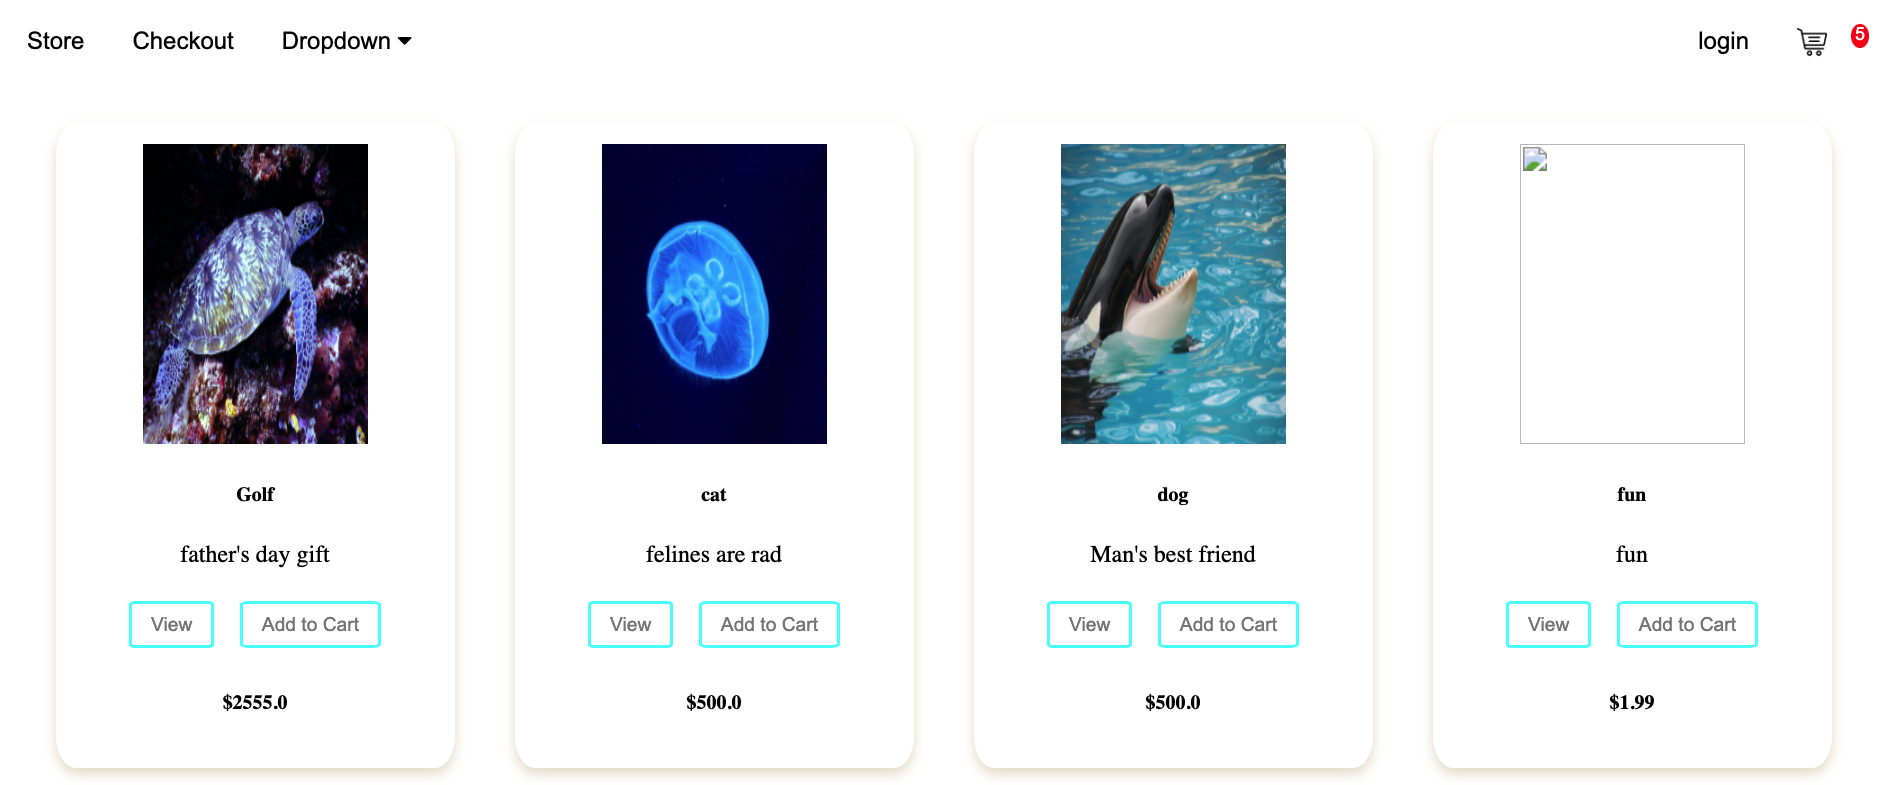 Store Checkout Dropdown login 5
Golf cat dog fun
father's day gift felines are rad Man's best friend fun
View Add to Cart View Add to Cart View Add to Cart View Add to Cart
$2555.0 $500.0 $500.0 $1.99